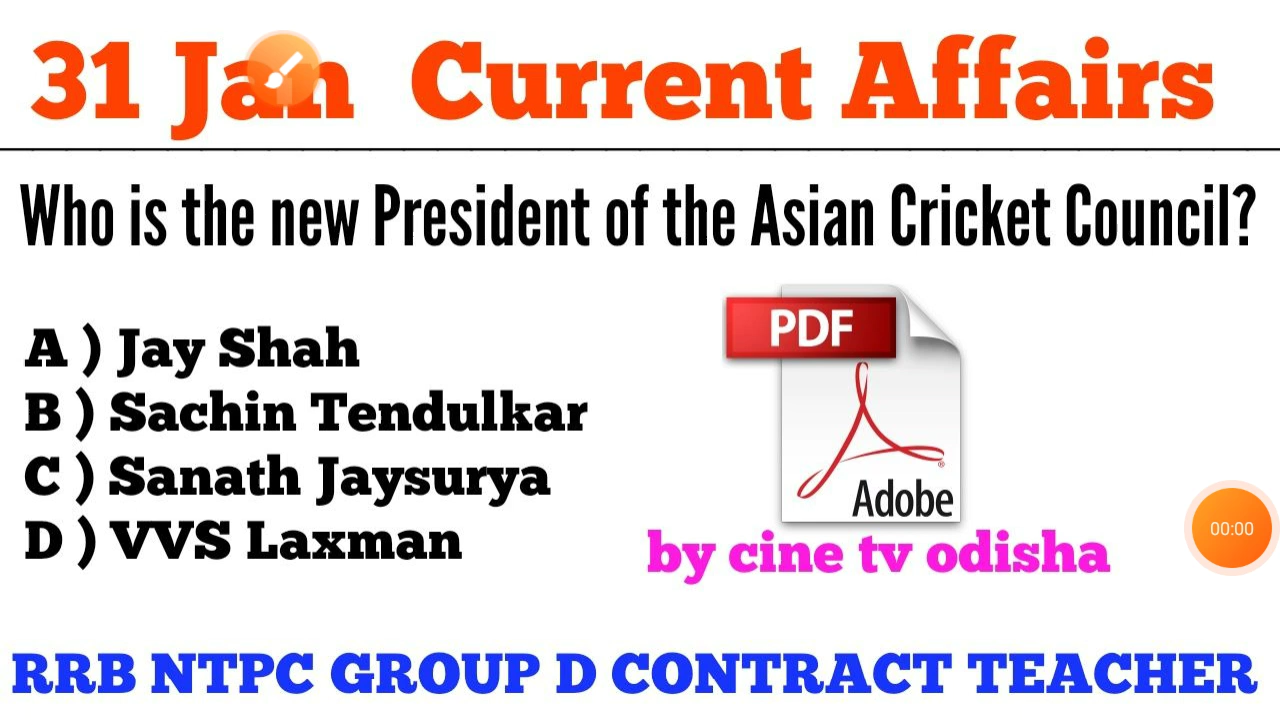 31 Jan Current Affairs
Who is the new President of the Asian Cricket Council?
A ) Jay Shah
B ) Sachin Tendulkar
C ) Sanath Jaysurya
D ) VVS Laxman
PDF
Adobe
by cine tv odisha
00:00
RRB NTPC GROUP D CONTRACT TEACHER